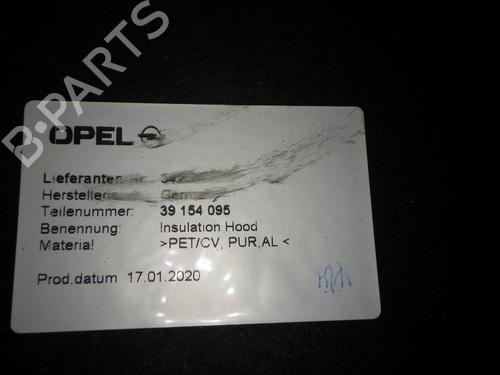 B-PARTS
OPEL
Lieferanten Nr.
Hersteller
Teilenummer: 39 154 095
Benennung: Insulation Hood
Material >PET/CV, PUR,AL <
Prod.datum 17.01.2020